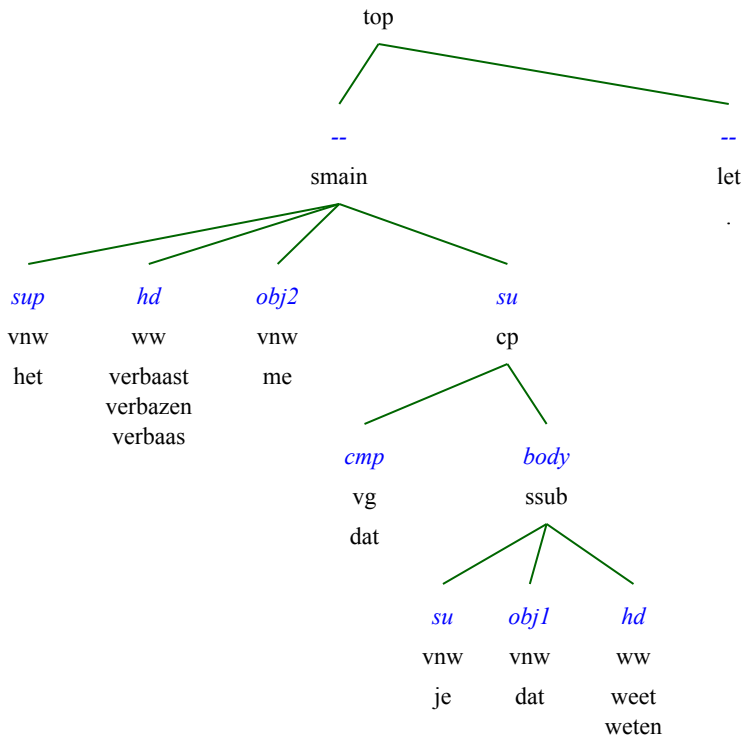 top
-- --
smain let
.
sup hd obj2 su
vnw ww vnw cp
het verbaast me
verbazen
verbaas
cmp body
vg ssub
dat
su obj1 hd
vnw vnw ww
je dat weet
weten